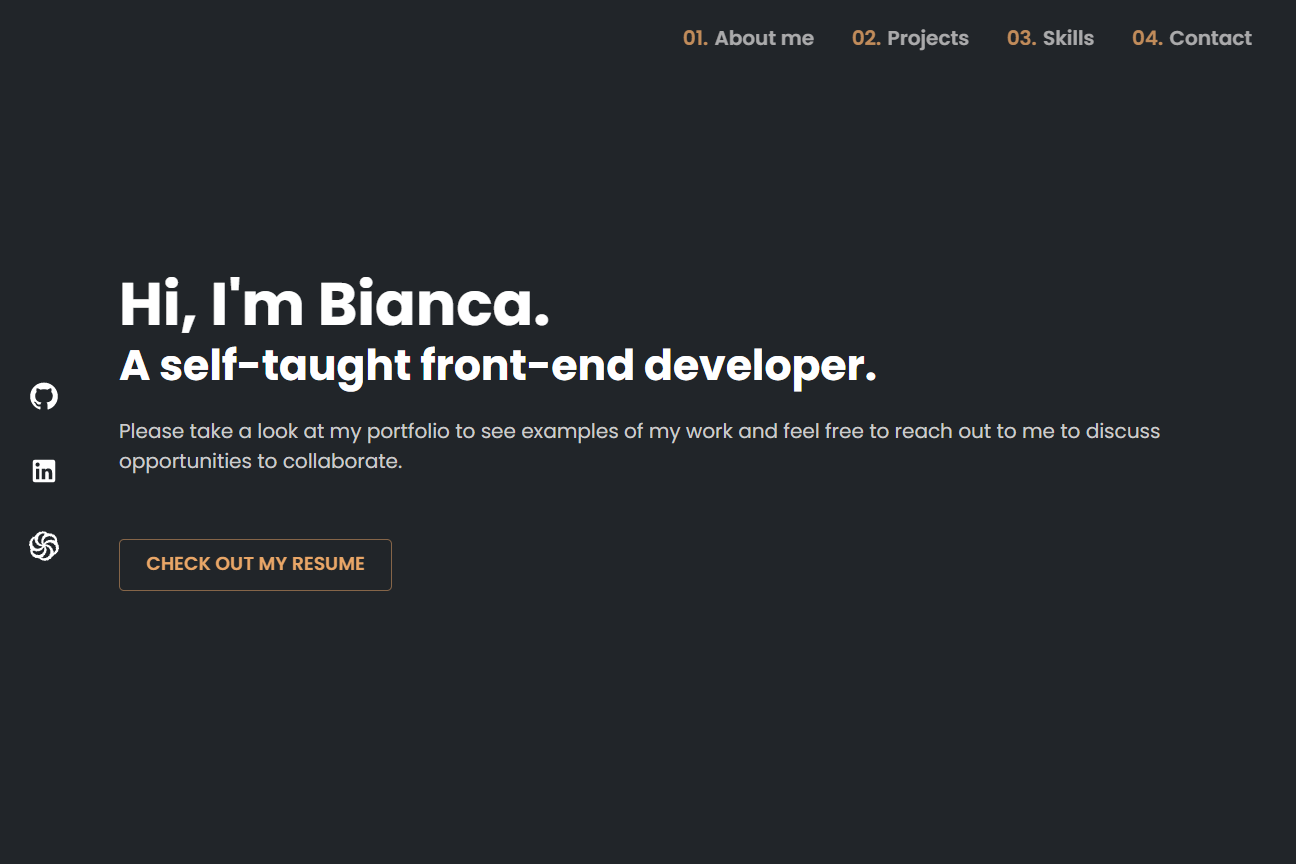 01. About me 02. Projects 03. Skills 04. Contact
Hi, I'm Bianca.
A self-taught front-end developer.
Please take a look at my portfolio to see examples of my work and feel free to reach out to me to discuss
opportunities to collaborate.
CHECK OUT MY RESUME
in